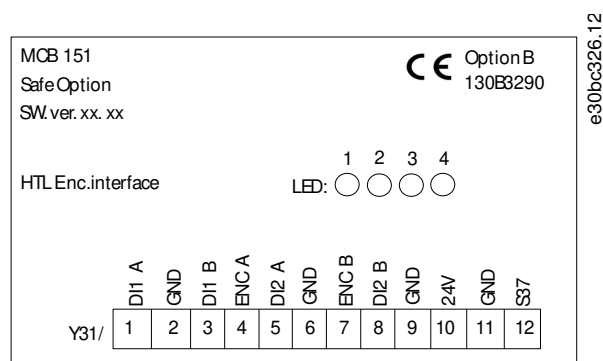 MCB 151
Safe Option
SW. ver. xx. xx
CE Option B
130B3290
e30bc326.12
1 2 3 4
HTL Enc.interface LED:
DI1 A GND DI1 B ENC A DI2 A GND ENC B DI2 B GND 24V GND S37
Y31/ 1 2 3 4 5 6 7 8 9 10 11 12